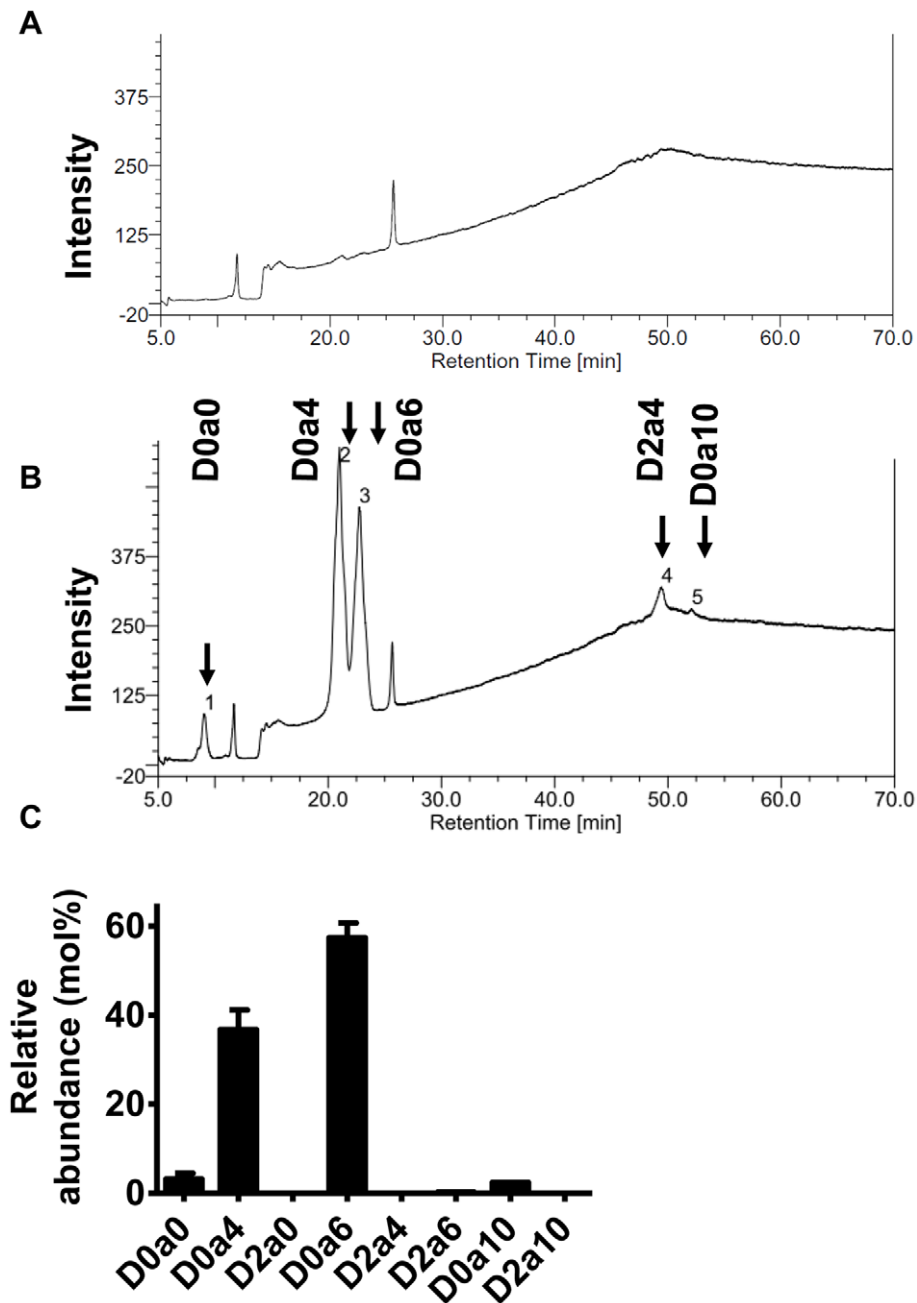 A
Intensity
375
250
125
-20
5.0 20.0 30.0 40.0 50.0 60.0 70.0
Retention Time [min]
B
D0a0
D0a4
D0a6
D2a4
D0a10
Intensity
375
250
125
-20
1
2
3
4
5
5.0 20.0 30.0 40.0 50.0 60.0 70.0
Retention Time [min]
C
Relative
abundance (mol%)
60
40
20
0
D0a0 D0a4 D2a0 D0a6 D2a4 D2a6 D0a10 D2a10